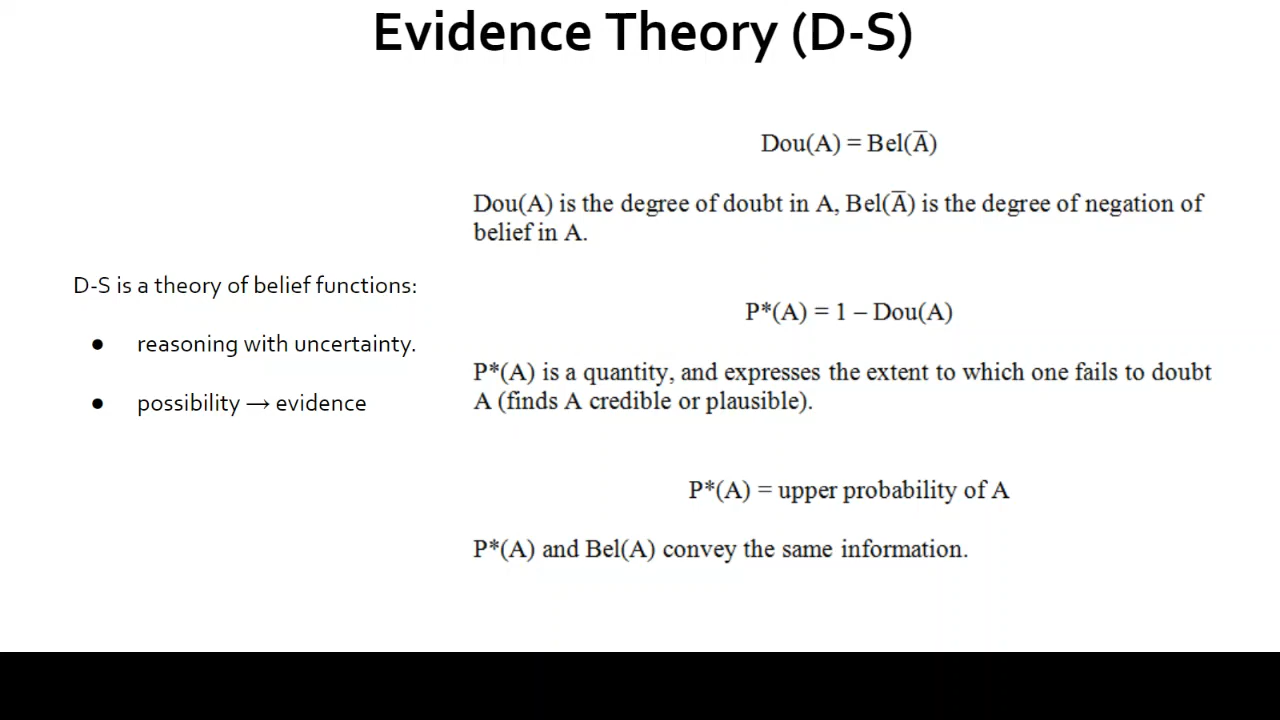 Evidence Theory (D-S)
D-S is a theory of belief functions:
● reasoning with uncertainty.
● possibility → evidence
Dou(A) = Bel(A̅)
Dou(A) is the degree of doubt in A, Bel(A̅) is the degree of negation of
belief in A.
P*(A) = 1 – Dou(A)
P*(A) is a quantity, and expresses the extent to which one fails to doubt
A (finds A credible or plausible).
P*(A) = upper probability of A
P*(A) and Bel(A) convey the same information.